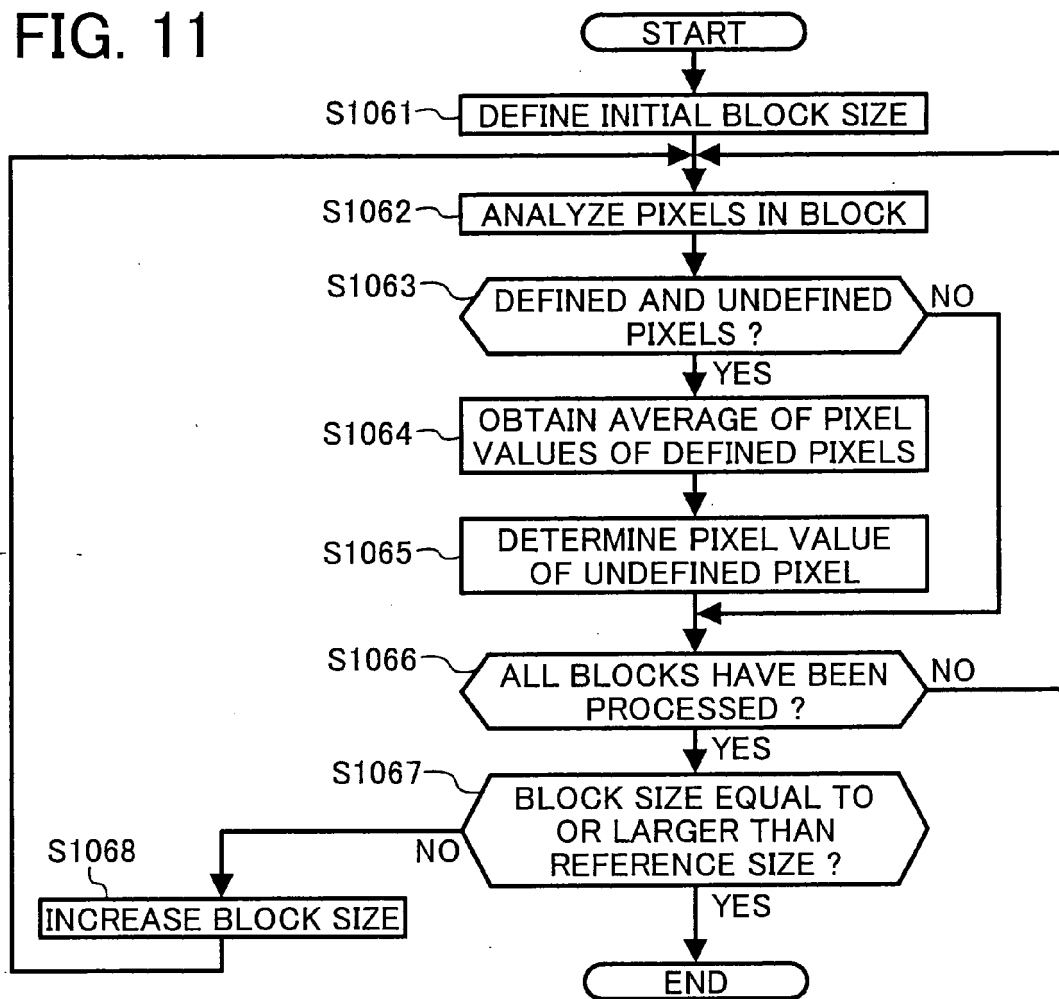 FIG. 11
START
S1061
DEFINE INITIAL BLOCK SIZE
S1062
ANALYZE PIXELS IN BLOCK
S1063
DEFINED AND UNDEFINED
PIXELS ?
NO
YES
S1064
OBTAIN AVERAGE OF PIXEL
VALUES OF DEFINED PIXELS
S1065
DETERMINE PIXEL VALUE
OF UNDEFINED PIXEL
S1066
ALL BLOCKS HAVE BEEN
PROCESSED ?
NO
YES
S1067
BLOCK SIZE EQUAL TO
OR LARGER THAN
REFERENCE SIZE ?
NO
YES
S1068
INCREASE BLOCK SIZE
END